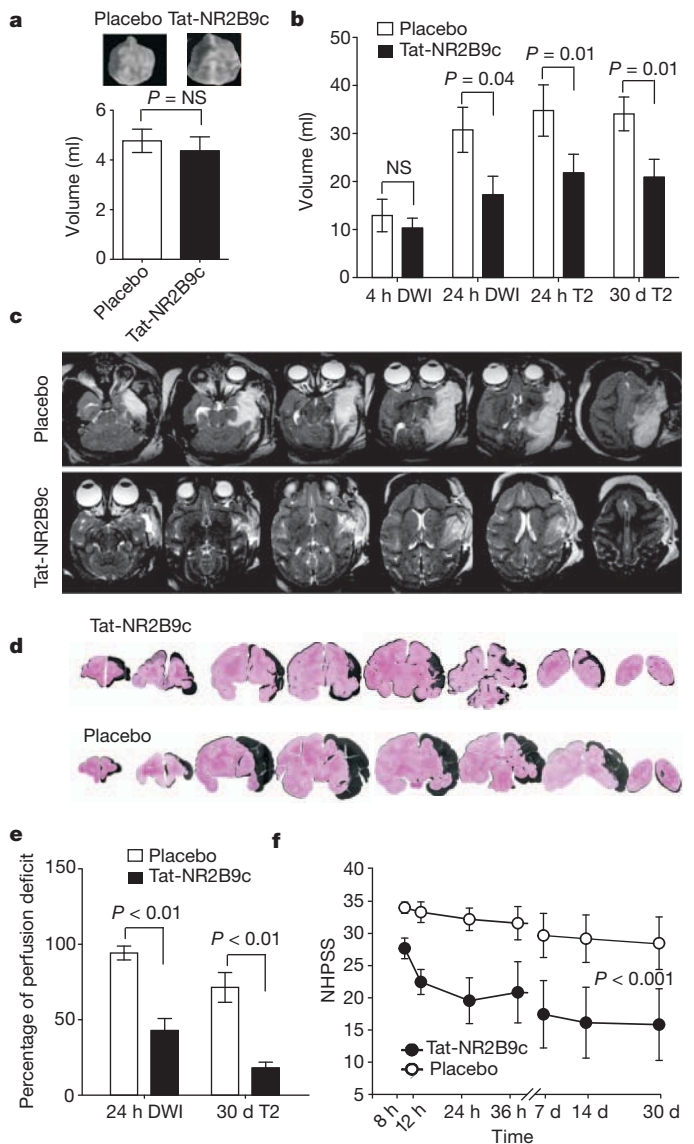 a
Placebo Tat-NR2B9c
P = NS
Volume (ml)
6
4
2
0
Placebo
Tat-NR2B9c
b
Placebo
Tat-NR2B9c
P = 0.04
P = 0.01
P = 0.01
NS
Volume (ml)
50
40
30
20
10
0
4 h DWI
24 h DWI
24 h T2
30 d T2
c
Placebo
Tat-NR2B9c
d
Tat-NR2B9c
Placebo
e
Placebo
Tat-NR2B9c
P < 0.01
P < 0.01
Percentage of perfusion deficit
150
100
50
0
24 h DWI
30 d T2
f
NHPSS
40
35
30
25
20
15
10
5
P < 0.001
Tat-NR2B9c
Placebo
8 h
12 h
24 h
36 h
7 d
14 d
30 d
Time